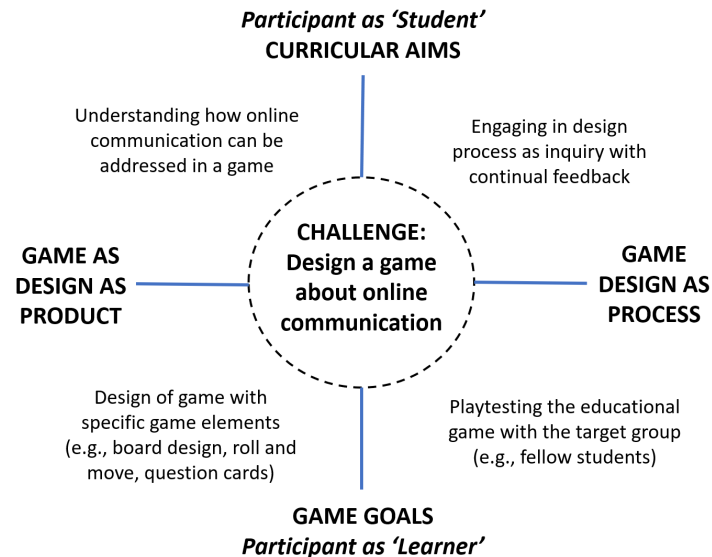 Participant as ‘Student’
CURRICULAR AIMS
Understanding how online
communication can be
addressed in a game
Engaging in design
process as inquiry with
continual feedback
CHALLENGE:
Design a game
about online
communication
GAME AS
DESIGN AS
PRODUCT
GAME
DESIGN AS
PROCESS
Design of game with
specific game elements
(e.g., board design, roll and
move, question cards)
Playtesting the educational
game with the target group
(e.g., fellow students)
GAME GOALS
Participant as ‘Learner’